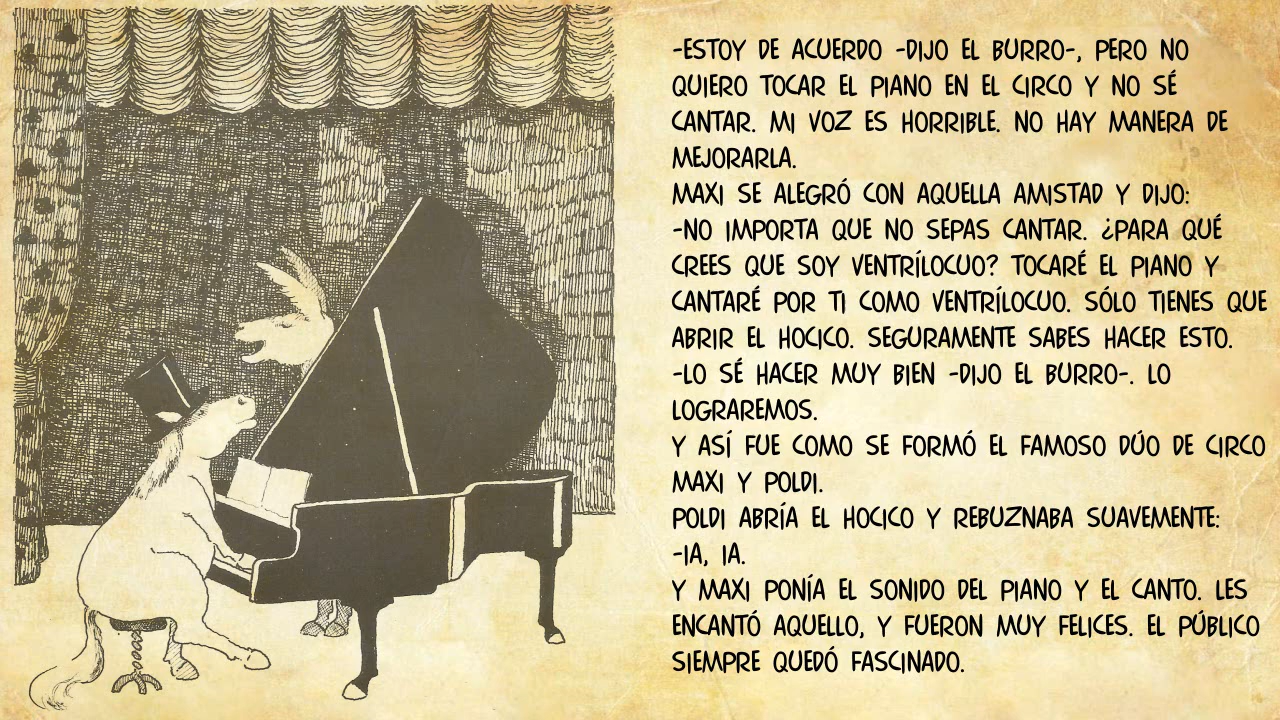 -ESTOY DE ACUERDO -DIJO EL BURRO-, PERO NO
QUIERO TOCAR EL PIANO EN EL CIRCO Y NO SÉ
CANTAR. MI VOZ ES HORRIBLE. NO HAY MANERA DE
MEJORARLA.
MAXI SE ALEGRÓ CON AQUELLA AMISTAD Y DIJO:
-NO IMPORTA QUE NO SEPAS CANTAR. ¿PARA QUÉ
CREES QUE SOY VENTRÍLOCUO? TOCARÉ EL PIANO Y
CANTARÉ POR TI COMO VENTRÍLOCUO. SÓLO TIENES QUE
ABRIR EL HOCICO. SEGURAMENTE SABES HACER ESTO.
-LO SÉ HACER MUY BIEN -DIJO EL BURRO-. LO
LOGRAREMOS.
Y ASÍ FUE COMO SE FORMÓ EL FAMOSO DÚO DE CIRCO
MAXI Y POLDI.
POLDI ABRÍA EL HOCICO Y REBUZNABA SUAVEMENTE:
-IA, IA.
Y MAXI PONÍA EL SONIDO DEL PIANO Y EL CANTO. LES
ENCANTÓ AQUELLO, Y FUERON MUY FELICES. EL PÚBLICO
SIEMPRE QUEDÓ FASCINADO.